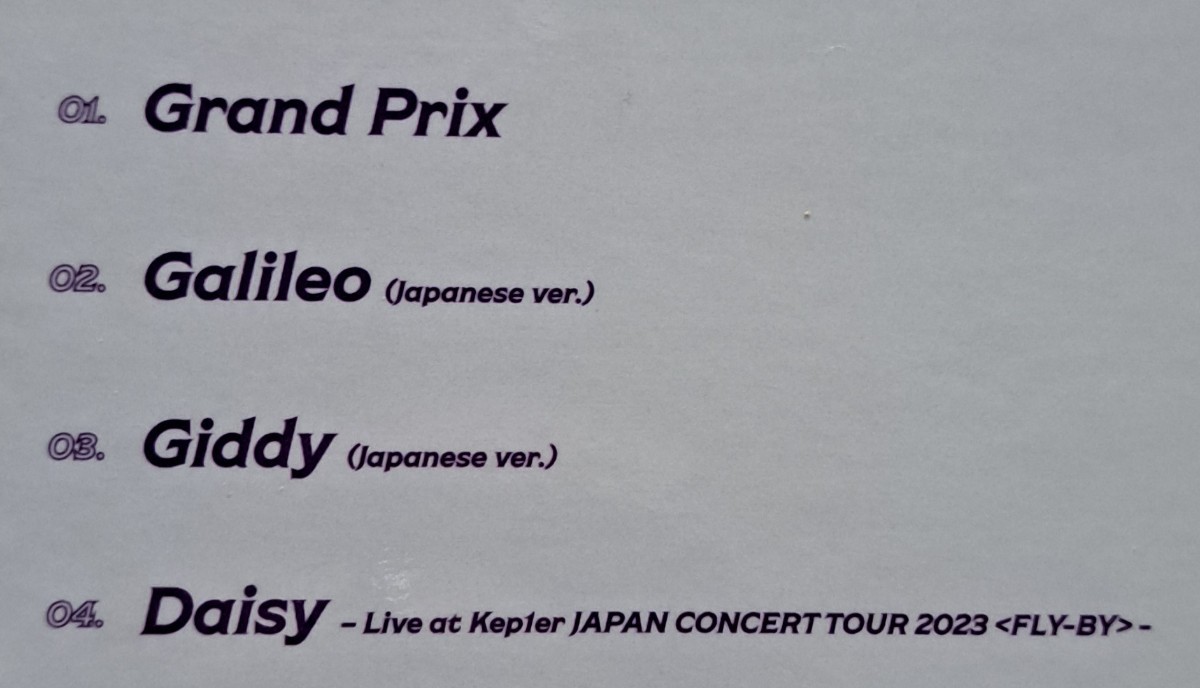 01. Grand Prix
02. Galileo (Japanese ver.)
03. Giddy (Japanese ver.)
04. Daisy – Live at Kep1er JAPAN CONCERT TOUR 2023 <FLY-BY> -